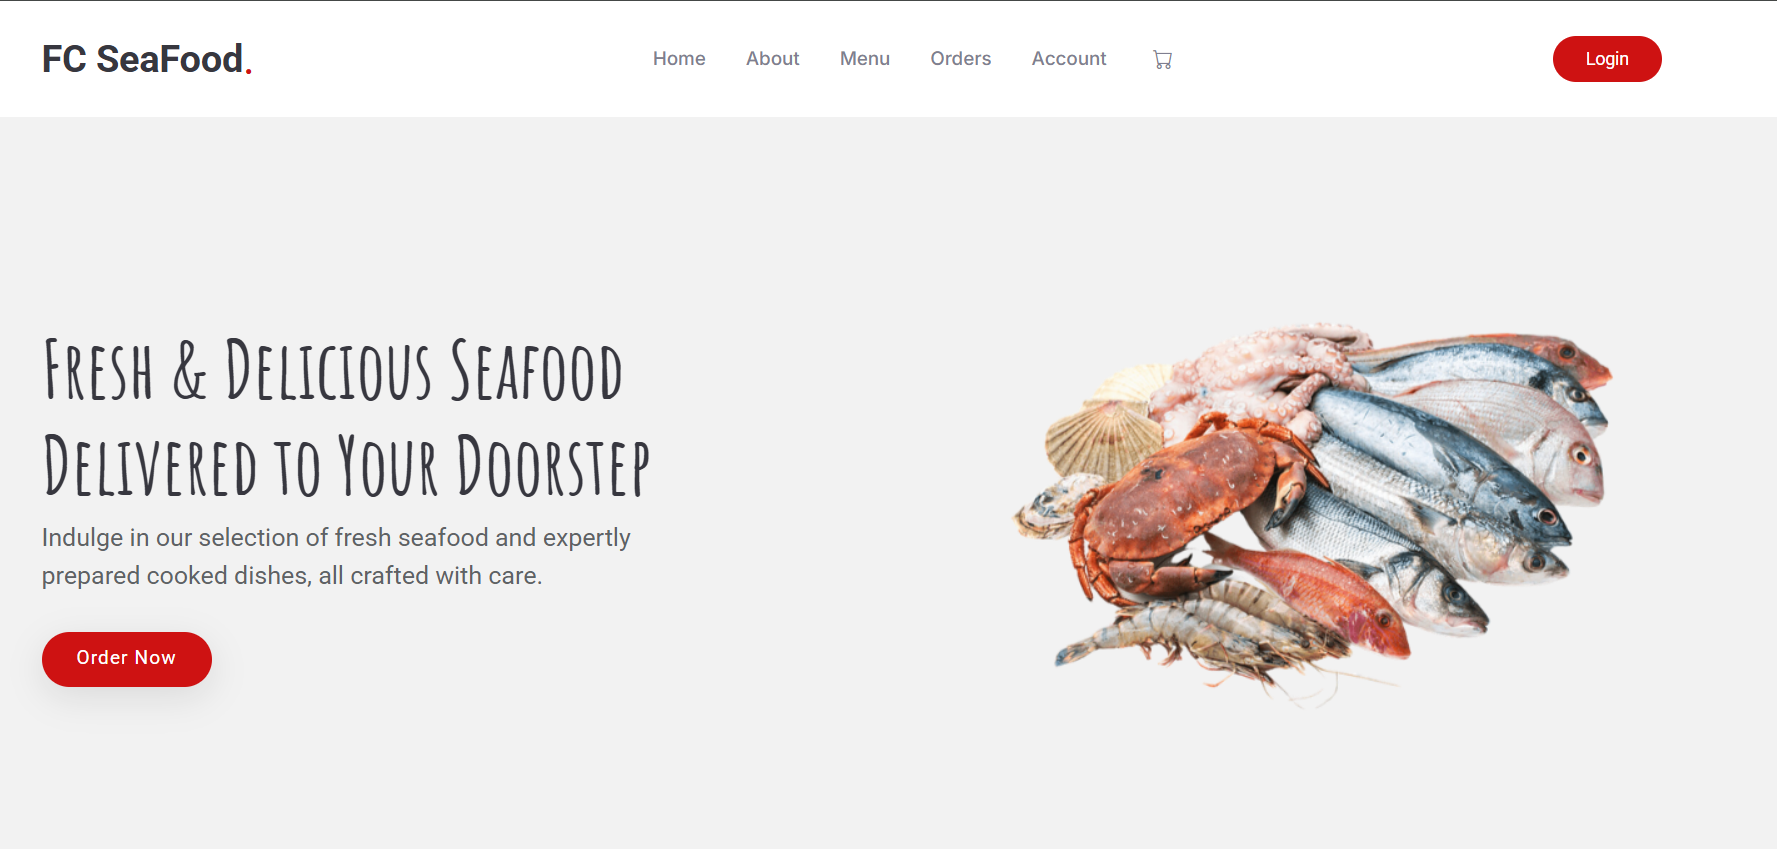 FC SeaFood.
Home About Menu Orders Account
Login
Fresh & Delicious Seafood
Delivered to Your Doorstep
Indulge in our selection of fresh seafood and expertly
prepared cooked dishes, all crafted with care.
Order Now